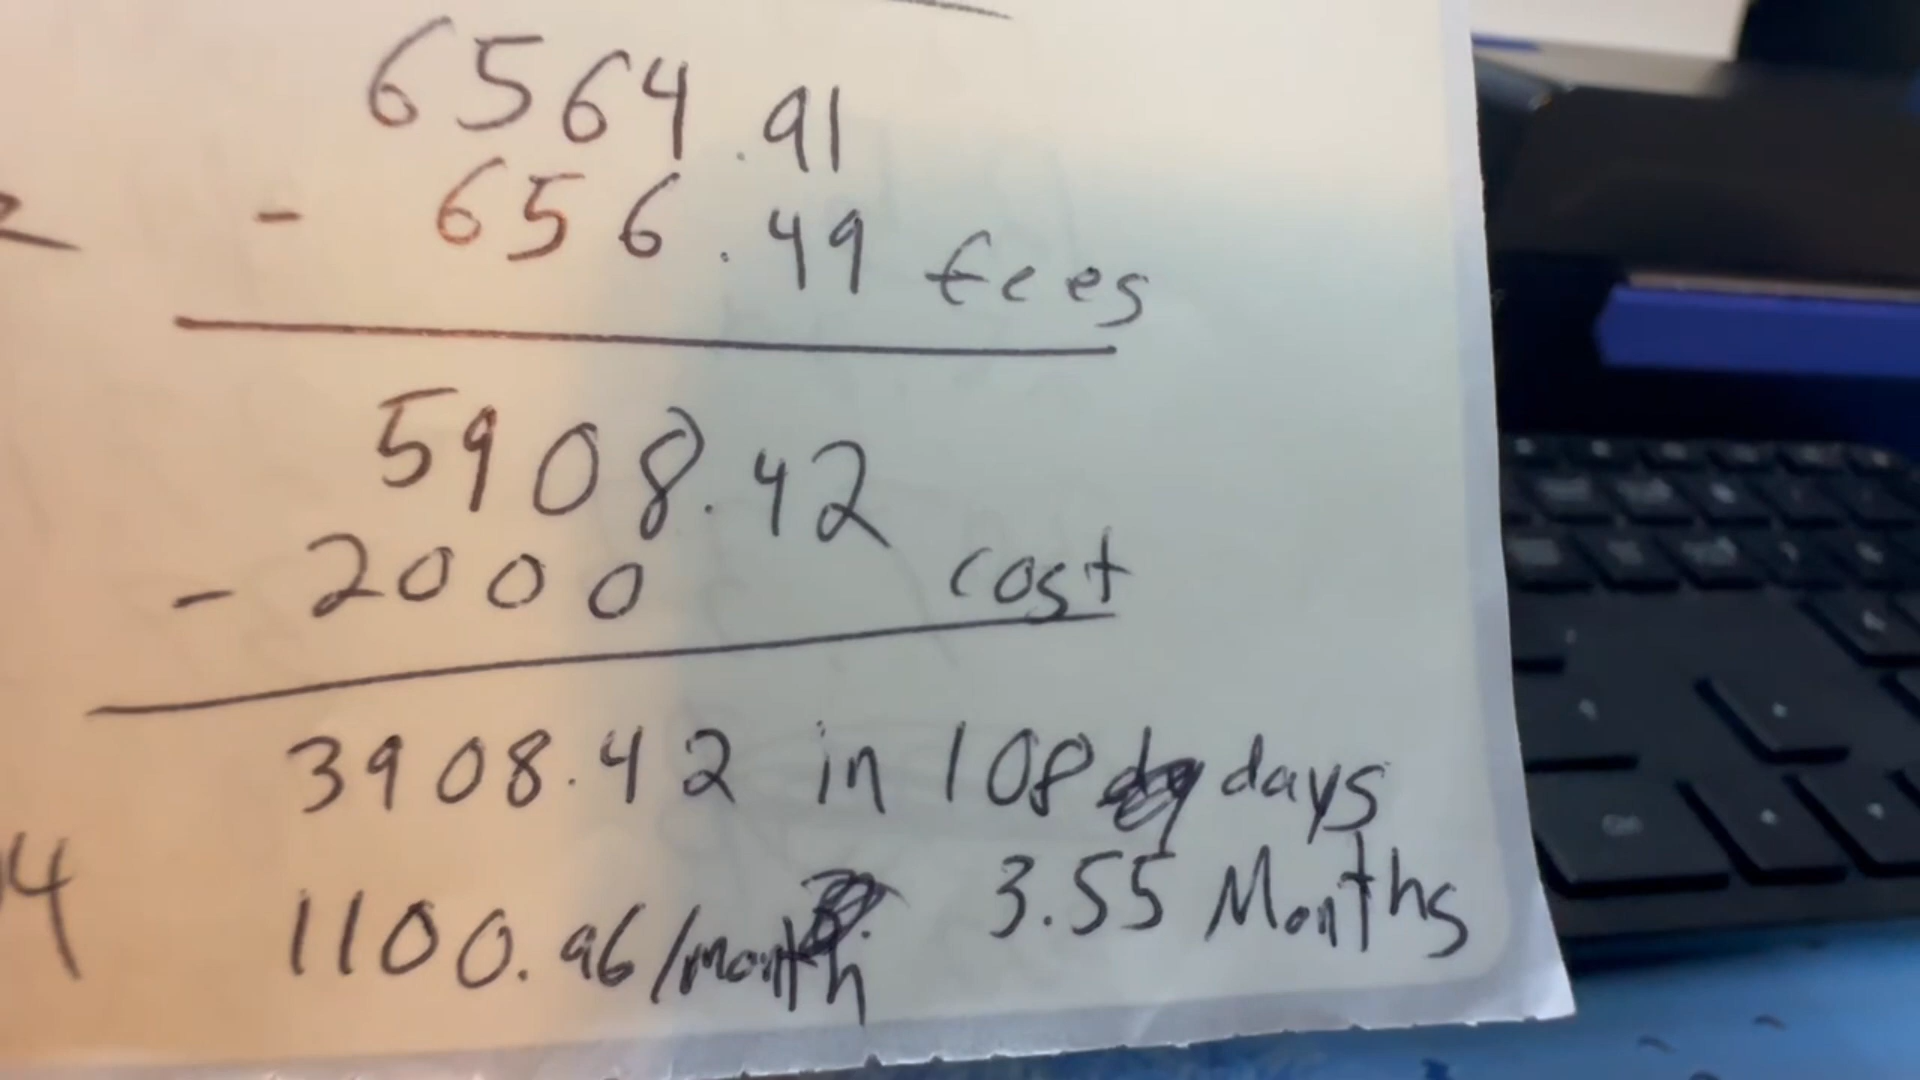 6564.91
- 656.49 fees
5908.42
- 2000 cost
3908.42 in 108 days
1100.96/month 3.55 Months